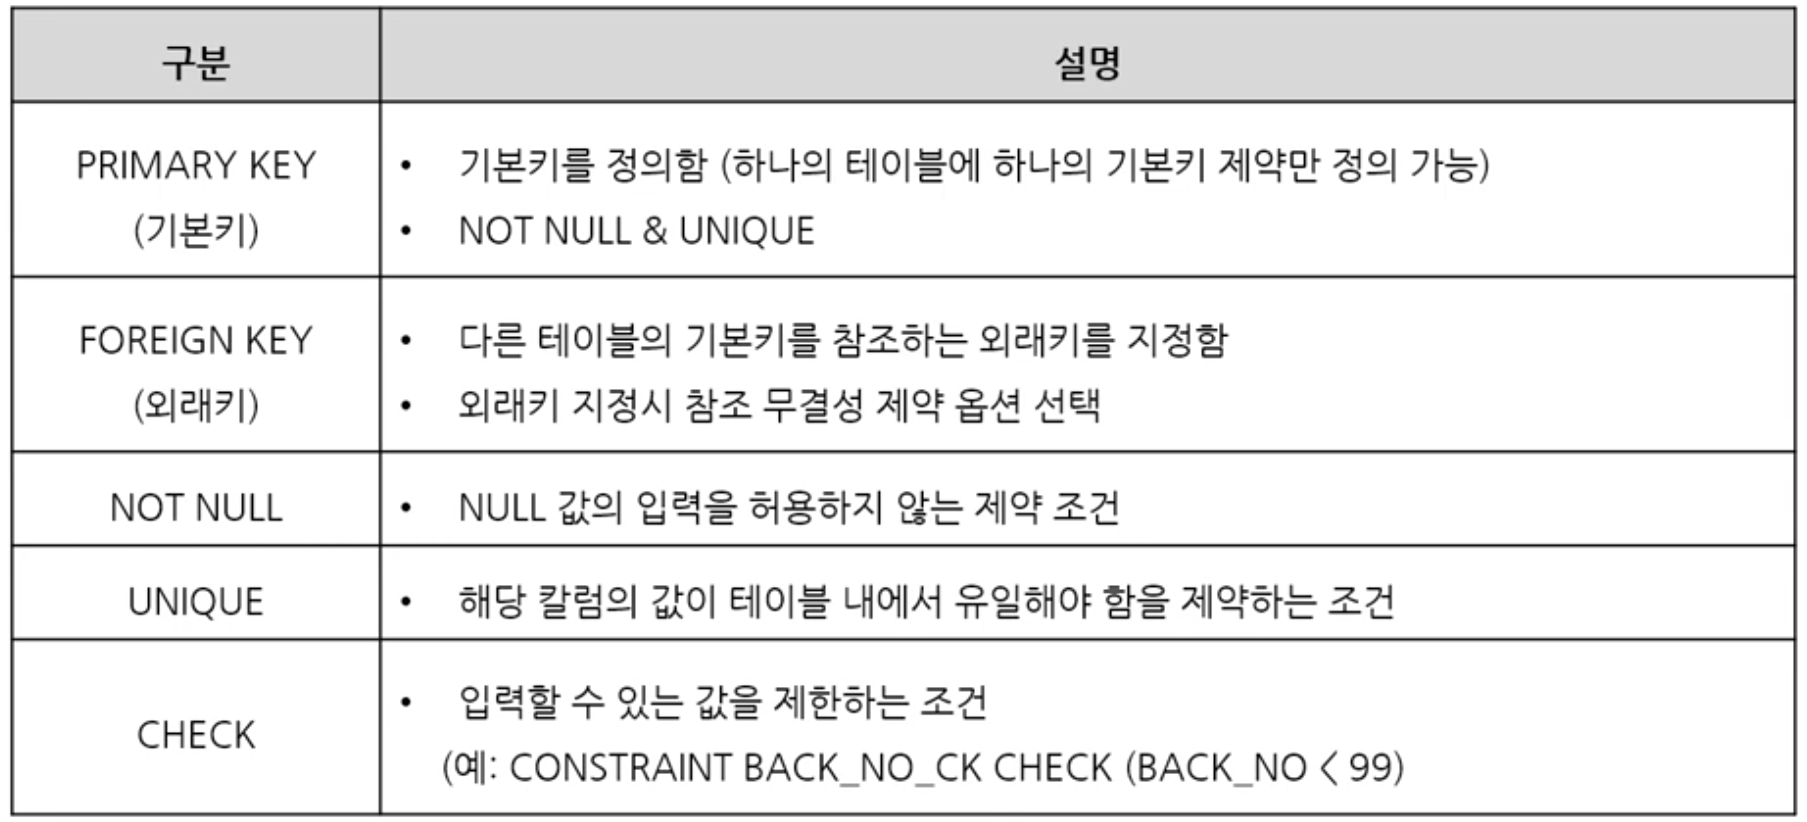 구분
설명
PRIMARY KEY
(기본키)
• 기본키를 정의함 (하나의 테이블에 하나의 기본키 제약만 정의 가능)
• NOT NULL & UNIQUE
FOREIGN KEY
(외래키)
• 다른 테이블의 기본키를 참조하는 외래키를 지정함
• 외래키 지정시 참조 무결성 제약 옵션 선택
NOT NULL
• NULL 값의 입력을 허용하지 않는 제약 조건
UNIQUE
• 해당 칼럼의 값이 테이블 내에서 유일해야 함을 제약하는 조건
CHECK
• 입력할 수 있는 값을 제한하는 조건
(예: CONSTRAINT BACK_NO_CK CHECK (BACK_NO < 99)